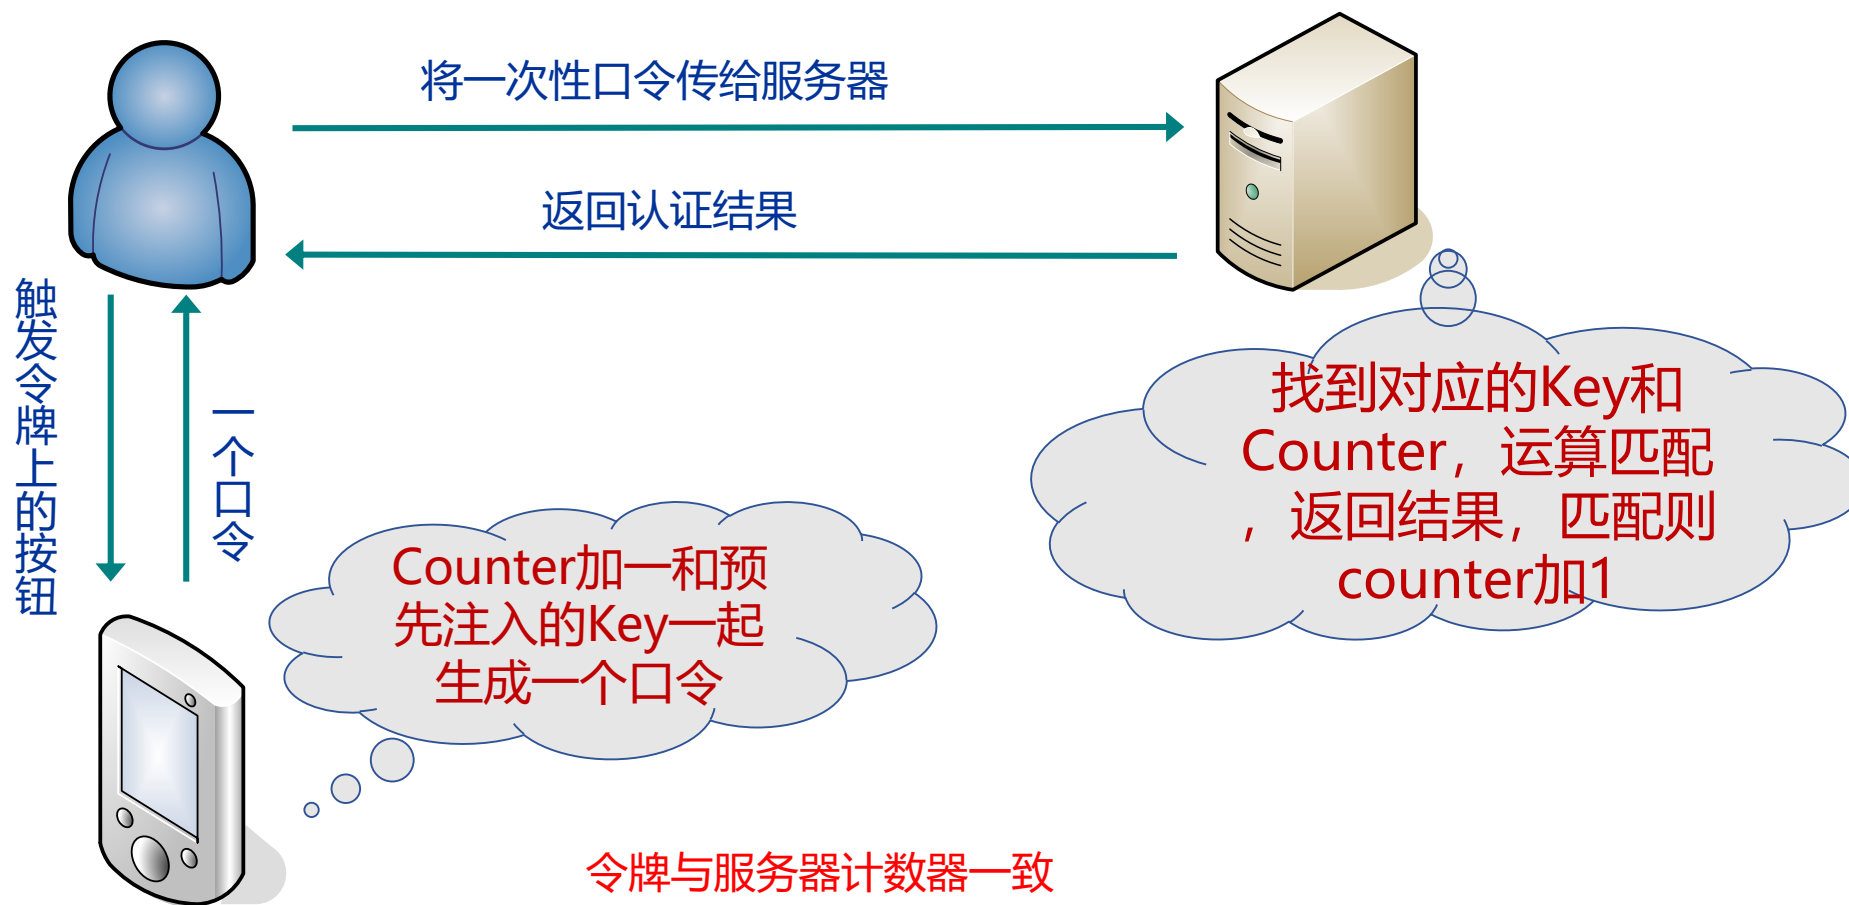 将一次性口令传给服务器
返回认证结果
触发令牌上的按钮
一个口令
找到对应的Key和
Counter，运算匹配
，返回结果，匹配则
counter加1
Counter加一和预
先注入的Key一起
生成一个口令
令牌与服务器计数器一致